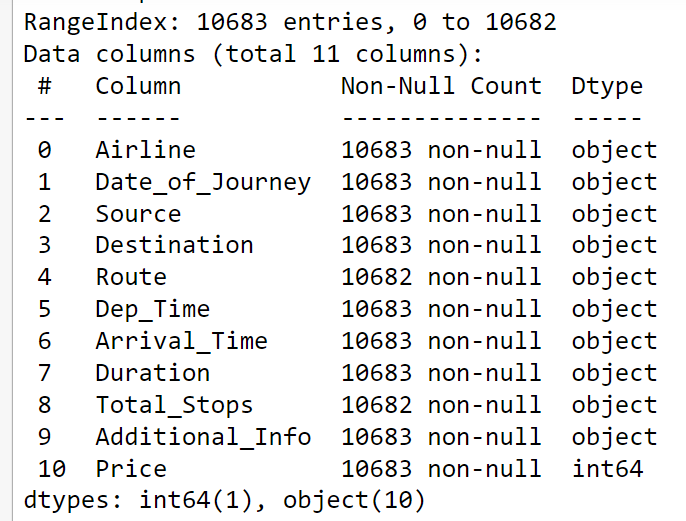 RangeIndex: 10683 entries, 0 to 10682
Data columns (total 11 columns):
 #   Column           Non-Null Count  Dtype
---  ------           --------------  -----
 0   Airline          10683 non-null  object
 1   Date_of_Journey  10683 non-null  object
 2   Source           10683 non-null  object
 3   Destination      10683 non-null  object
 4   Route            10682 non-null  object
 5   Dep_Time         10683 non-null  object
 6   Arrival_Time     10683 non-null  object
 7   Duration         10683 non-null  object
 8   Total_Stops      10682 non-null  object
 9   Additional_Info  10683 non-null  object
 10  Price            10683 non-null  int64
dtypes: int64(1), object(10)